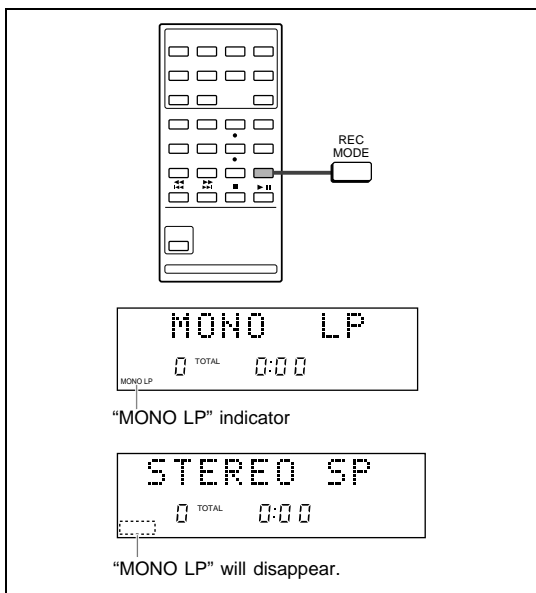 REC
MODE
MONO LP
0 TOTAL 0:00
MONO LP
“MONO LP” indicator
STEREO SP
0 TOTAL 0:00
“MONO LP” will disappear.